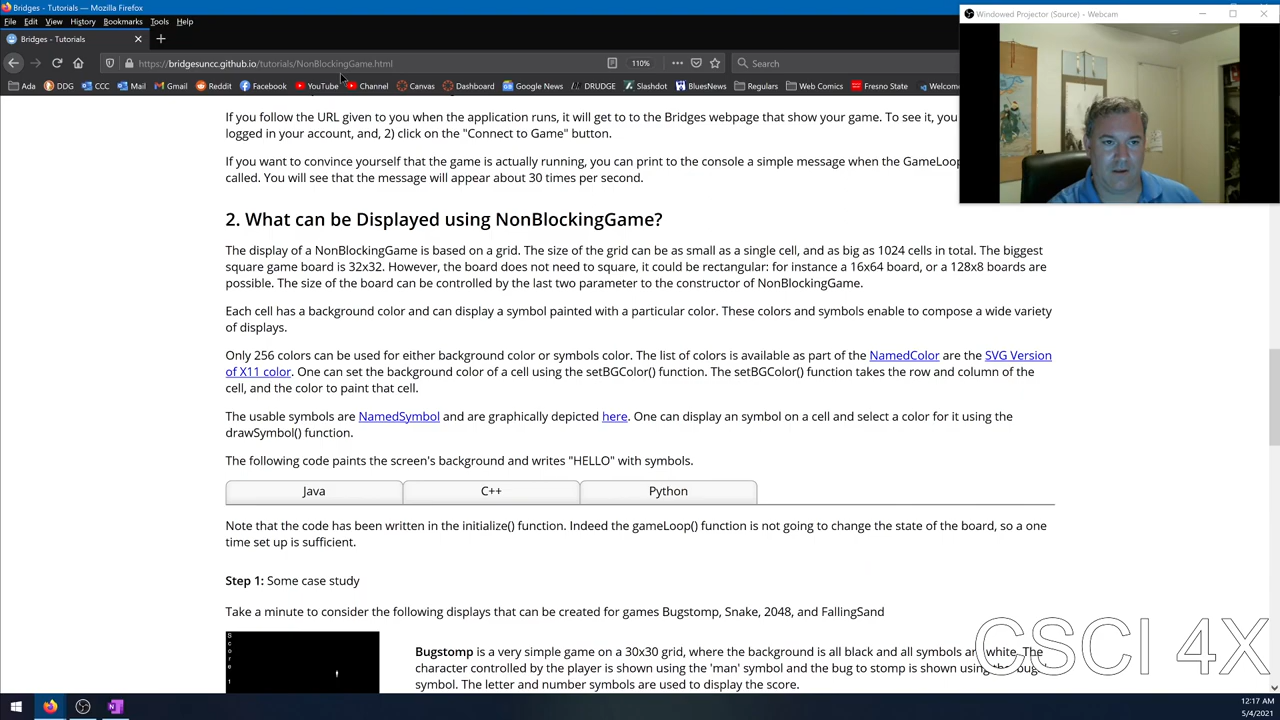 Bridges - Tutorials — Mozilla Firefox
File Edit View History Bookmarks Tools Help
Windowed Projector (Source) - Webcam
Bridges - Tutorials
https://bridgesuncc.github.io/tutorials/NonBlockingGame.html
110%
Search
Ada DDG CCC Mail Gmail Reddit Facebook YouTube Channel Canvas Dashboard Google News DRUDGE Slashdot BluesNews Regulars Web Comics Fresno State Welcome
If you follow the URL given to you when the application runs, it will get to to the Bridges webpage that show your game. To see it, you
logged in your account, and, 2) click on the "Connect to Game" button.
If you want to convince yourself that the game is actually running, you can print to the console a simple message when the GameLoop
called. You will see that the message will appear about 30 times per second.
2. What can be Displayed using NonBlockingGame?
The display of a NonBlockingGame is based on a grid. The size of the grid can be as small as a single cell, and as big as 1024 cells in total. The biggest
square game board is 32x32. However, the board does not need to square, it could be rectangular: for instance a 16x64 board, or a 128x8 boards are
possible. The size of the board can be controlled by the last two parameter to the constructor of NonBlockingGame.
Each cell has a background color and can display a symbol painted with a particular color. These colors and symbols enable to compose a wide variety
of displays.
Only 256 colors can be used for either background color or symbols color. The list of colors is available as part of the NamedColor are the SVG Version
of X11 color. One can set the background color of a cell using the setBGColor() function. The setBGColor() function takes the row and column of the
cell, and the color to paint that cell.
The usable symbols are NamedSymbol and are graphically depicted here. One can display an symbol on a cell and select a color for it using the
drawSymbol() function.
The following code paints the screen's background and writes "HELLO" with symbols.
Java C++ Python
Note that the code has been written in the initialize() function. Indeed the gameLoop() function is not going to change the state of the board, so a one
time set up is sufficient.
Step 1: Some case study
Take a minute to consider the following displays that can be created for games Bugstomp, Snake, 2048, and FallingSand
S
c
o
r
e
1
Bugstomp is a very simple game on a 30x30 grid, where the background is all black and all symbols are white. The
character controlled by the player is shown using the 'man' symbol and the bug to stomp is shown using the bug
symbol. The letter and number symbols are used to display the score.
CSCI 4X
12:17 AM
5/4/2021